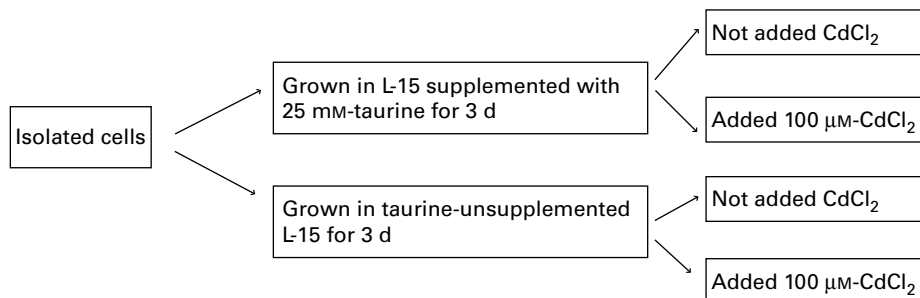 Isolated cells
Grown in L-15 supplemented with
25 mM-taurine for 3 d
Not added CdCl₂
Added 100 μM-CdCl₂
Grown in taurine-unsupplemented
L-15 for 3 d
Not added CdCl₂
Added 100 μM-CdCl₂